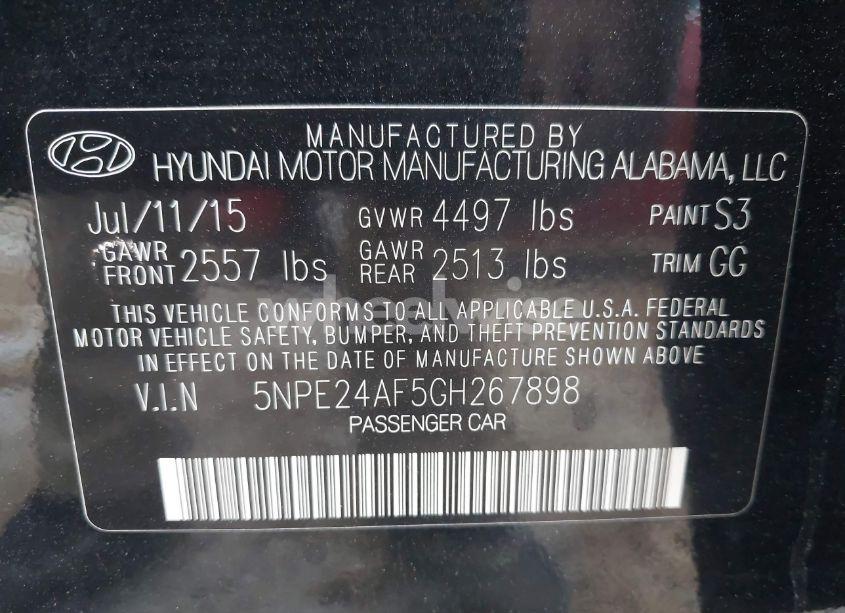 MANUFACTURED BY
HYUNDAI MOTOR MANUFACTURING ALABAMA, LLC
Jul/11/15 GVWR 4497 lbs PAINT S3
GAWR FRONT 2557 lbs GAWR REAR 2513 lbs TRIM GG
THIS VEHICLE CONFORMS TO ALL APPLICABLE U.S.A. FEDERAL
MOTOR VEHICLE SAFETY, BUMPER, AND THEFT PREVENTION STANDARDS
IN EFFECT ON THE DATE OF MANUFACTURE SHOWN ABOVE
V.I.N 5NPE24AF5GH267898
PASSENGER CAR